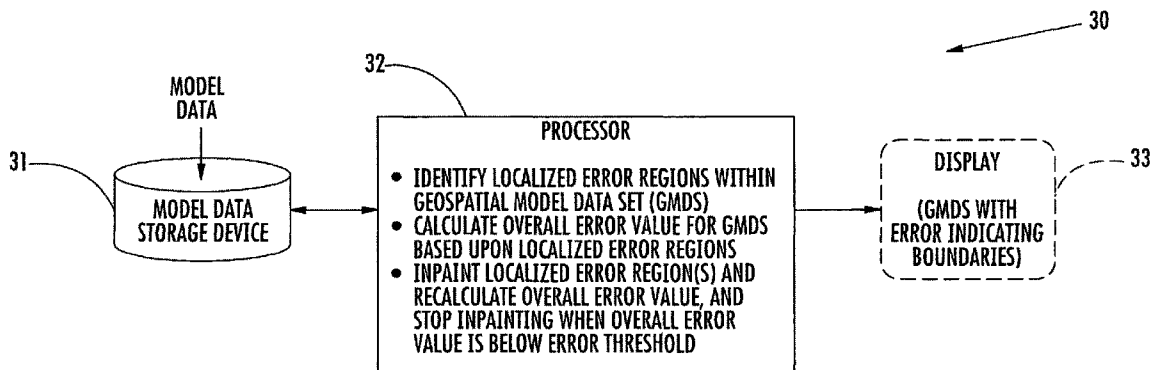 30
32
MODEL
DATA
31
MODEL DATA
STORAGE DEVICE
PROCESSOR
• IDENTIFY LOCALIZED ERROR REGIONS WITHIN
GEOSPATIAL MODEL DATA SET (GMDS)
• CALCULATE OVERALL ERROR VALUE FOR GMDS
BASED UPON LOCALIZED ERROR REGIONS
• INPAINT LOCALIZED ERROR REGION(S) AND
RECALCULATE OVERALL ERROR VALUE, AND
STOP INPAINTING WHEN OVERALL ERROR
VALUE IS BELOW ERROR THRESHOLD
DISPLAY
(GMDS WITH
ERROR INDICATING
BOUNDARIES)
33